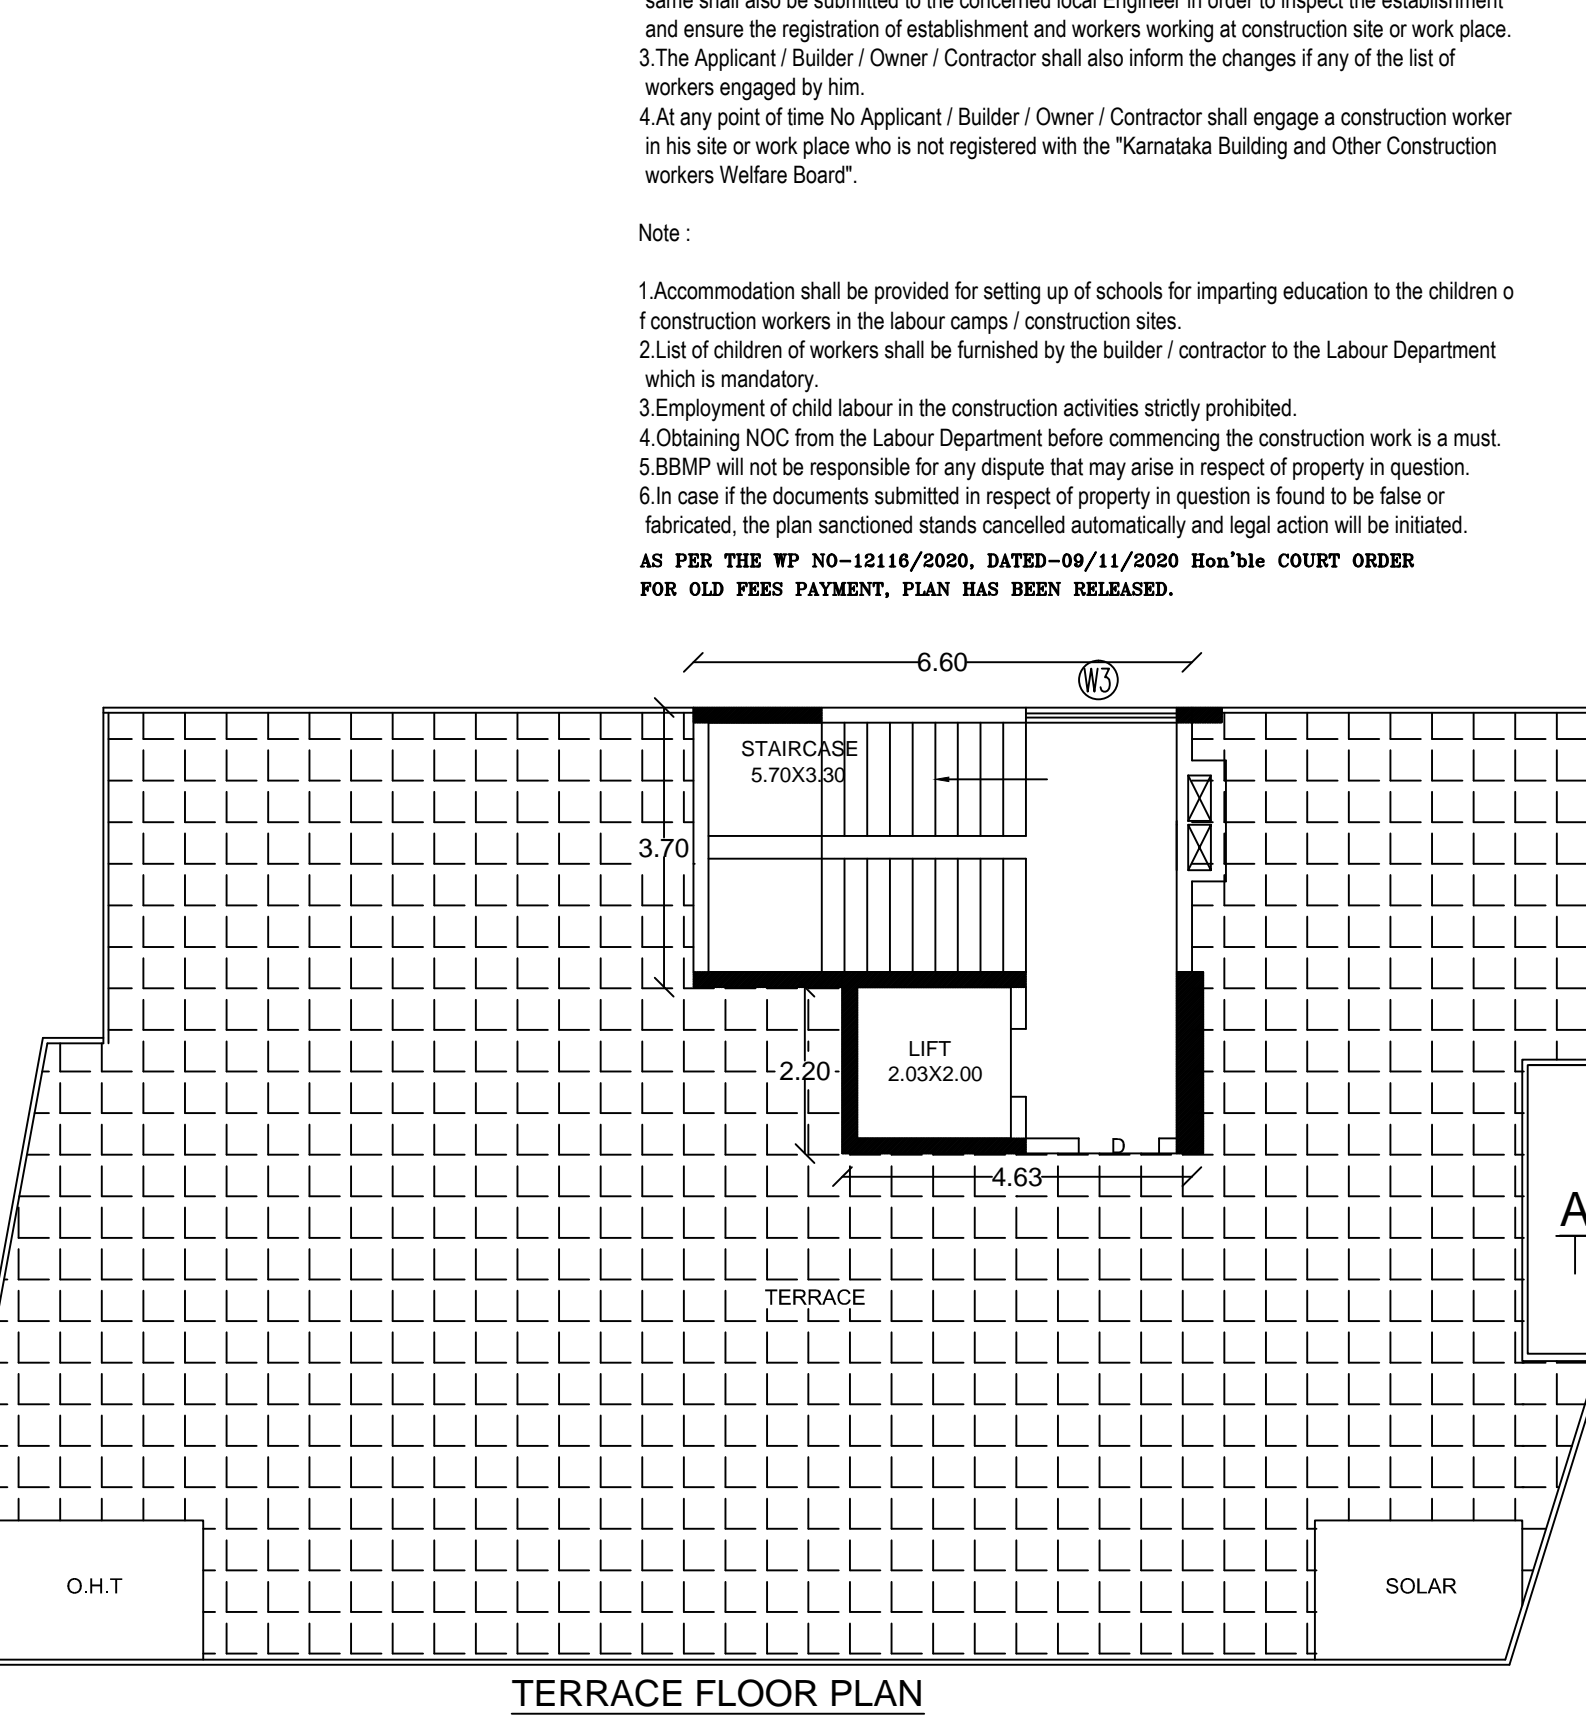 same shall also be submitted to the concerned local Engineer in order to inspect the establishment
and ensure the registration of establishment and workers working at construction site or work place.
3.The Applicant / Builder / Owner / Contractor shall also inform the changes if any of the list of
workers engaged by him.
4.At any point of time No Applicant / Builder / Owner / Contractor shall engage a construction worker
in his site or work place who is not registered with the "Karnataka Building and Other Construction
workers Welfare Board".
Note :
1.Accommodation shall be provided for setting up of schools for imparting education to the children o
f construction workers in the labour camps / construction sites.
2.List of children of workers shall be furnished by the builder / contractor to the Labour Department
which is mandatory.
3.Employment of child labour in the construction activities strictly prohibited.
4.Obtaining NOC from the Labour Department before commencing the construction work is a must.
5.BBMP will not be responsible for any dispute that may arise in respect of property in question.
6.In case if the documents submitted in respect of property in question is found to be false or
fabricated, the plan sanctioned stands cancelled automatically and legal action will be initiated.
AS PER THE WP NO-12116/2020, DATED-09/11/2020 Hon'ble COURT ORDER
FOR OLD FEES PAYMENT, PLAN HAS BEEN RELEASED.
6.60
W3
STAIRCASE
5.70X3.30
3.70
LIFT
2.03X2.00
2.20
D
4.63
A
TERRACE
O.H.T
SOLAR
TERRACE FLOOR PLAN